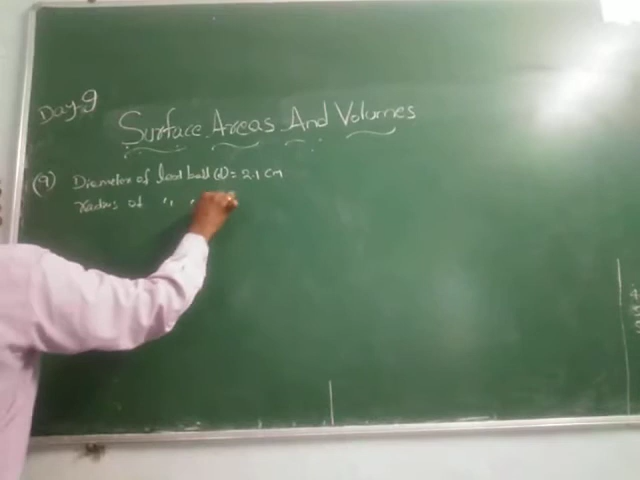 Day-9
Surface Areas And Volumes
(9) Diameter of lead ball (d) = 2.1 cm
Radius of " "